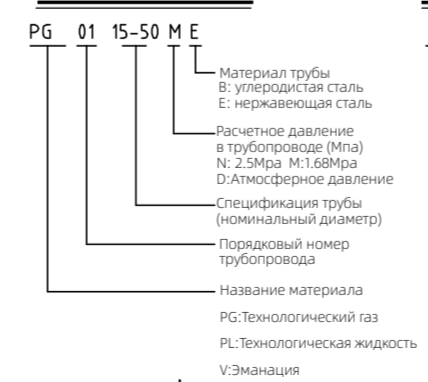 PG 01 15-50 M E
Материал трубы
B: углеродистая сталь
E: нержавеющая сталь
Расчетное давление
в трубопроводе (Мпа)
N: 2.5Mpa M:1.68Mpa
D:Атмосферное давление
Спецификация трубы
(номинальный диаметр)
Порядковый номер
трубопровода
Название материала
PG:Технологический газ
PL:Технологическая жидкость
V:Эманация